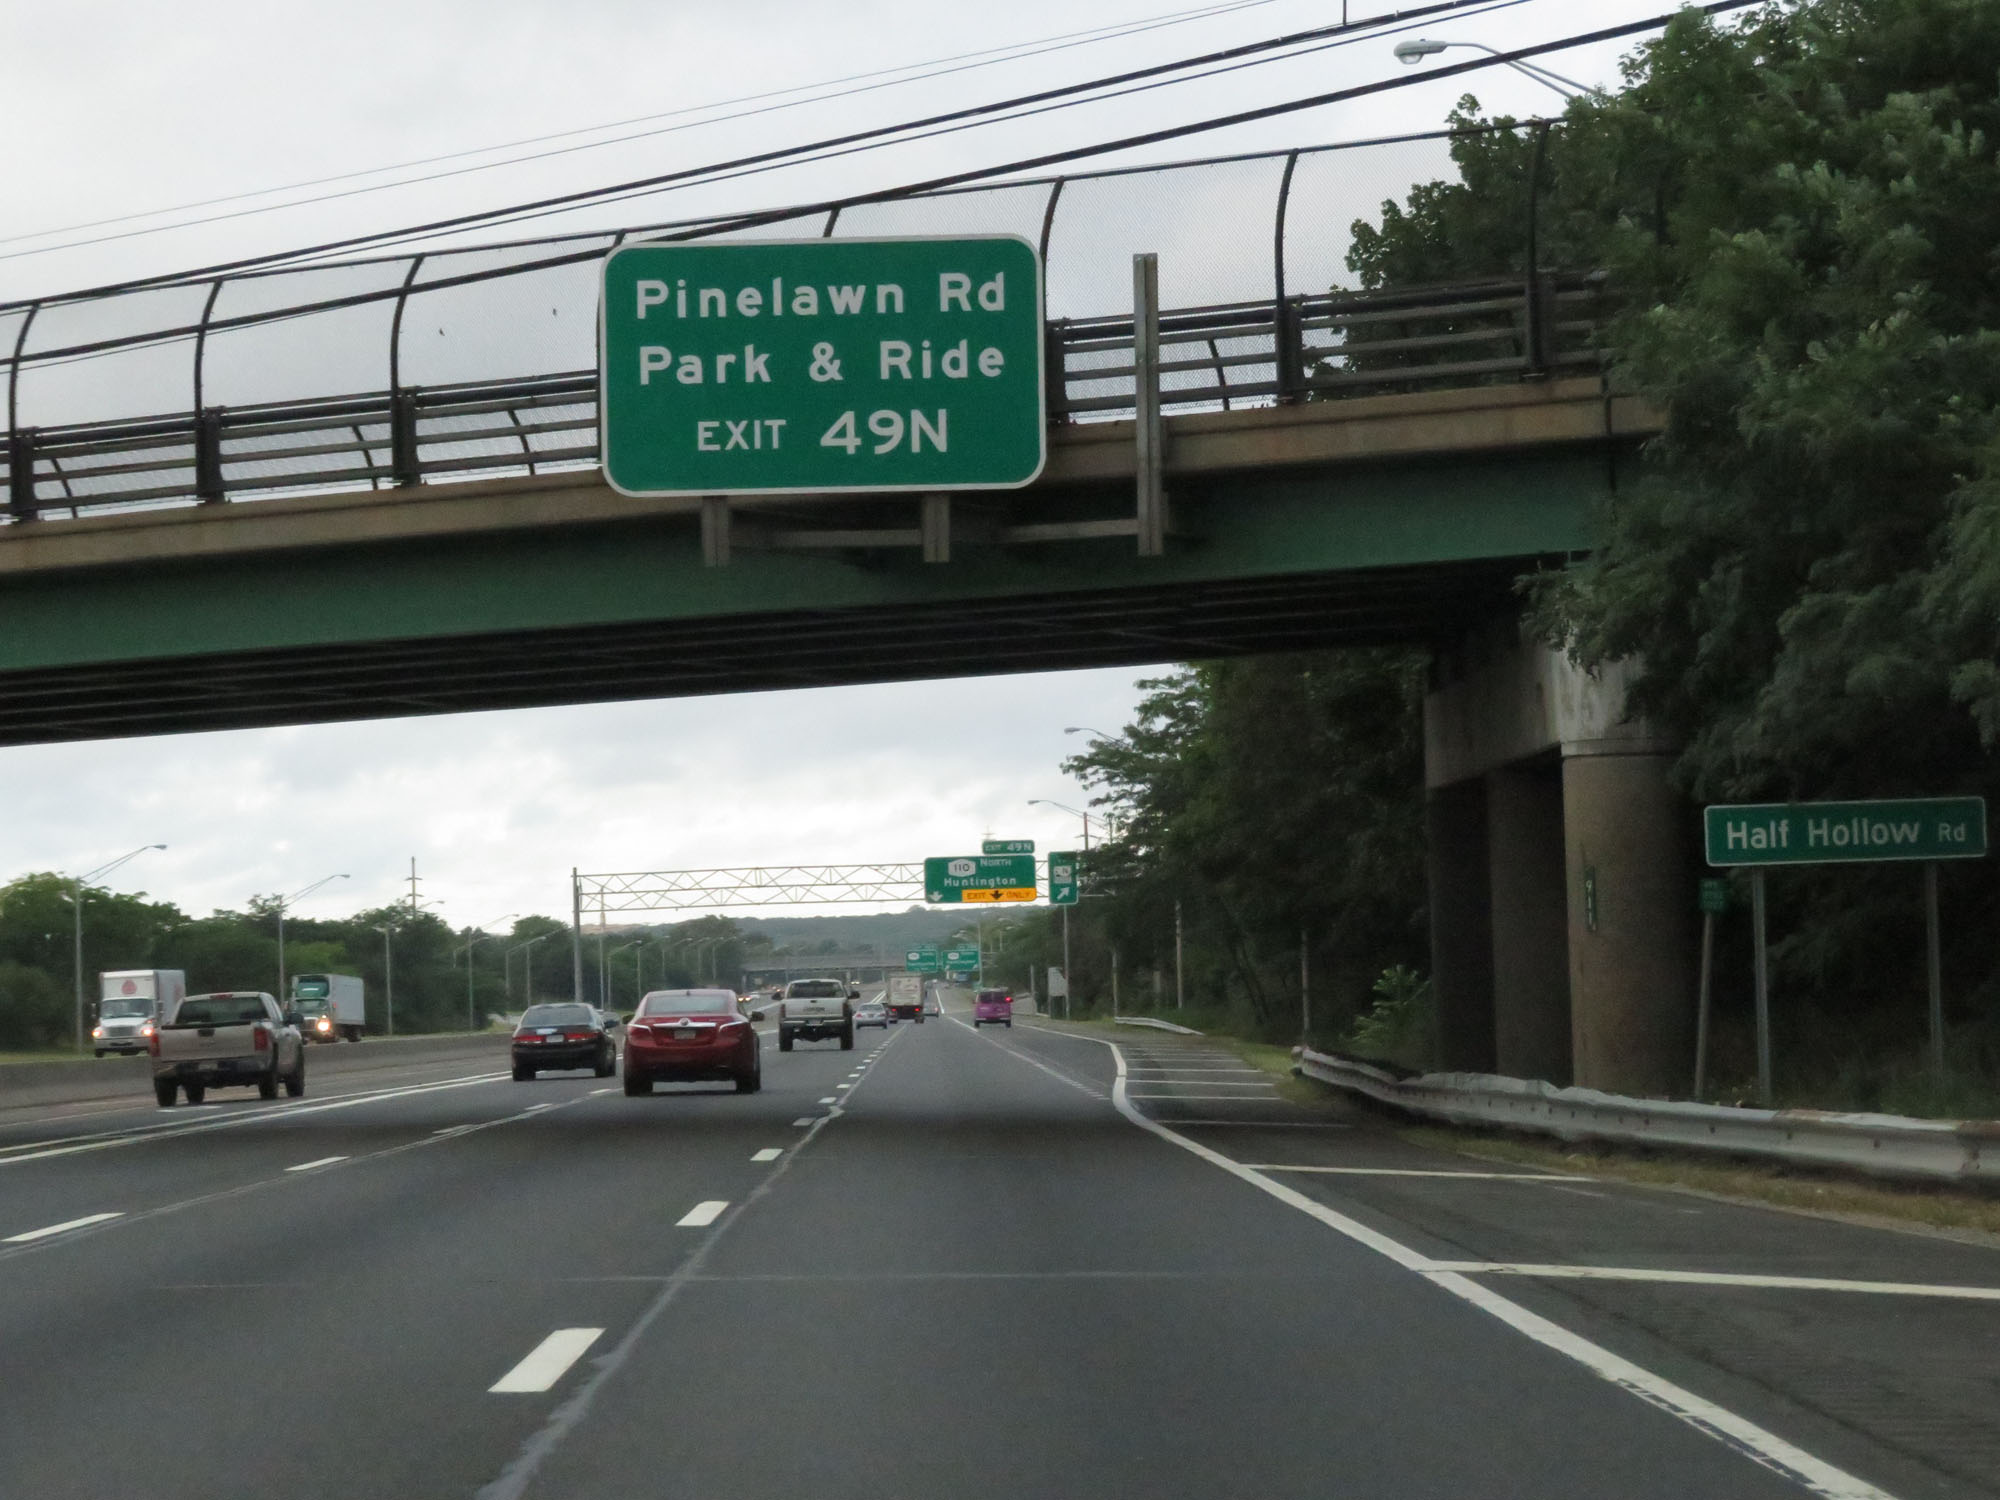 Pinelawn Rd
Park & Ride
EXIT 49N
EXIT 49N
110 NORTH
Huntington
EXIT ONLY
Half Hollow Rd